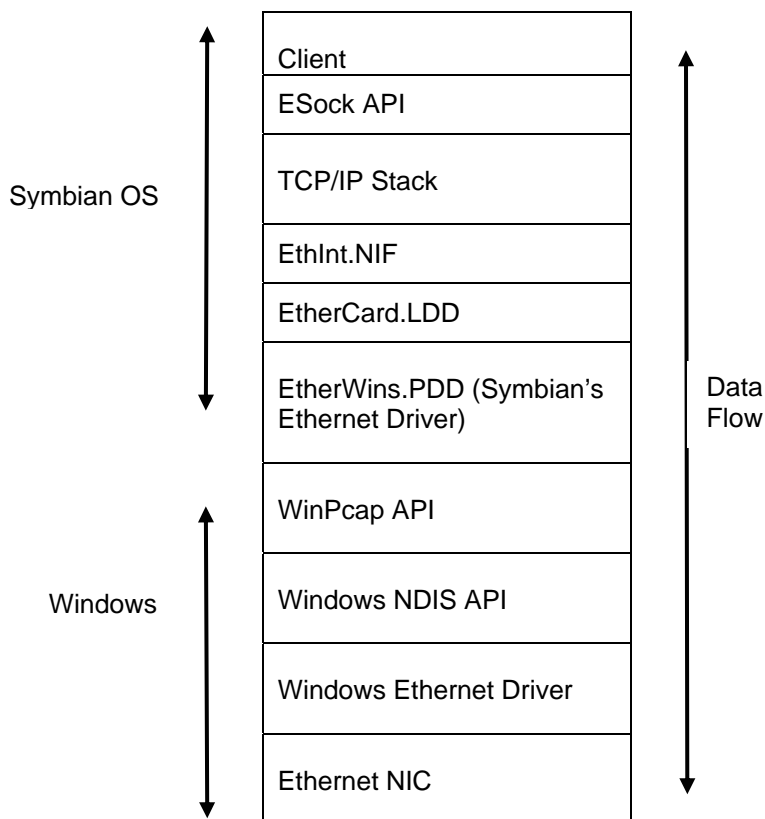 Client
ESock API
TCP/IP Stack
Symbian OS
EthInt.NIF
EtherCard.LDD
EtherWins.PDD (Symbian’s
Ethernet Driver)
Data
Flow
WinPcap API
Windows
Windows NDIS API
Windows Ethernet Driver
Ethernet NIC